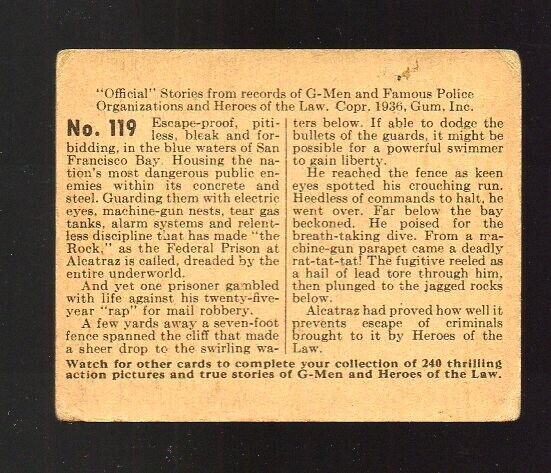 "Official" Stories from records of G-Men and Famous Police
Organizations and Heroes of the Law. Copr. 1936, Gum, Inc.
No. 119 Escape-proof, piti-
less, bleak and for-
bidding, in the blue waters of San
Francisco Bay. Housing the na-
tion's most dangerous public en-
emies within its concrete and
steel. Guarding them with electric
eyes, machine-gun nests, tear gas
tanks, alarm systems and relent-
less discipline that has made "the
Rock," as the Federal Prison at
Alcatraz is called, dreaded by the
entire underworld.
And yet one prisoner gambled
with life against his twenty-five-
year "rap" for mail robbery.
A few yards away a seven-foot
fence spanned the cliff that made
a sheer drop to the swirling wa-
ters below. If able to dodge the
bullets of the guards, it might be
possible for a powerful swimmer
to gain liberty.
He reached the fence as keen
eyes spotted his crouching run.
Heedless of commands to halt, he
went over. Far below the bay
beckoned. He poised for the
breath-taking dive. From a ma-
chine-gun parapet came a deadly
rat-tat-tat! The fugitive reeled as
a hail of lead tore through him,
then plunged to the jagged rocks
below.
Alcatraz had proved how well it
prevents escape of criminals
brought to it by Heroes of the
Law.
Watch for other cards to complete your collection of 240 thrilling
action pictures and true stories of G-Men and Heroes of the Law.